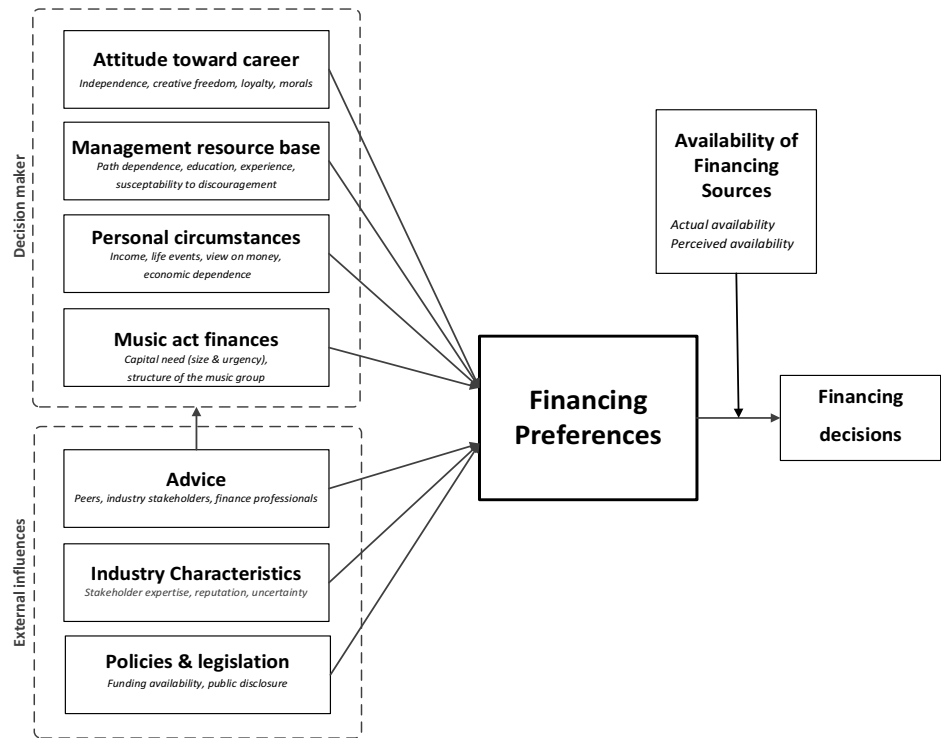 Decision maker
Attitude toward career
Independence, creative freedom, loyalty, morals
Management resource base
Path dependence, education, experience,
susceptability to discouragement
Personal circumstances
Income, life events, view on money,
economic dependence
Music act finances
Capital need (size & urgency),
structure of the music group
External influences
Advice
Peers, industry stakeholders, finance professionals
Industry Characteristics
Stakeholder expertise, reputation, uncertainty
Policies & legislation
Funding availability, public disclosure
Financing
Preferences
Availability of
Financing
Sources
Actual availability
Perceived availability
Financing
decisions